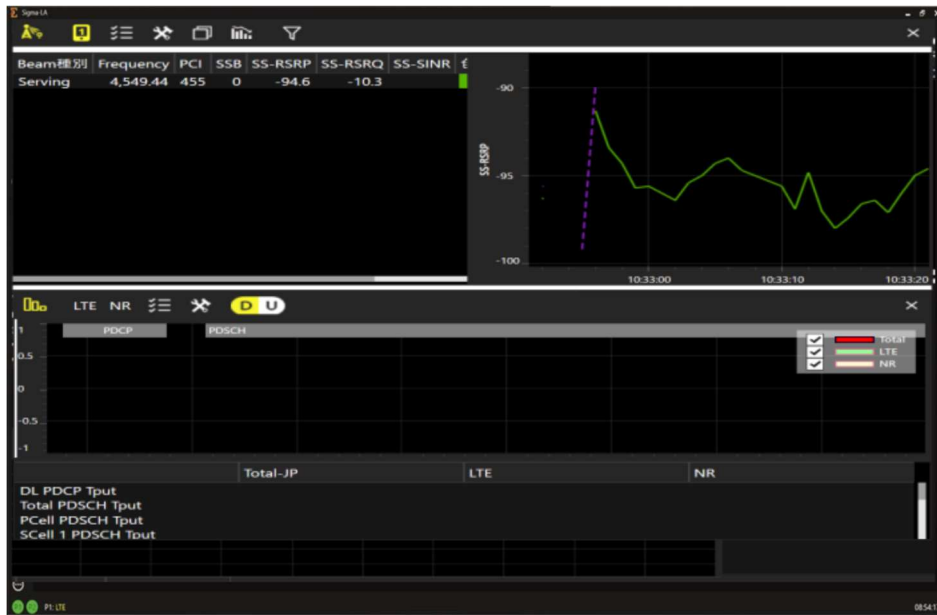 Sigma LA
1
Beam種別 Frequency PCI SSB SS-RSRP SS-RSRQ SS-SINR
Serving 4,549.44 455 0 -94.6 -10.3
SS-RSRP
-90
-95
-100
10:33:00 10:33:10 10:33:20
LTE NR D U
PDCP PDSCH
1
0.5
0
-0.5
-1
Total
LTE
NR
Total-JP LTE NR
DL PDCP Tput
Total PDSCH Tput
PCell PDSCH Tput
SCell 1 PDSCH Tput
P1: LTE